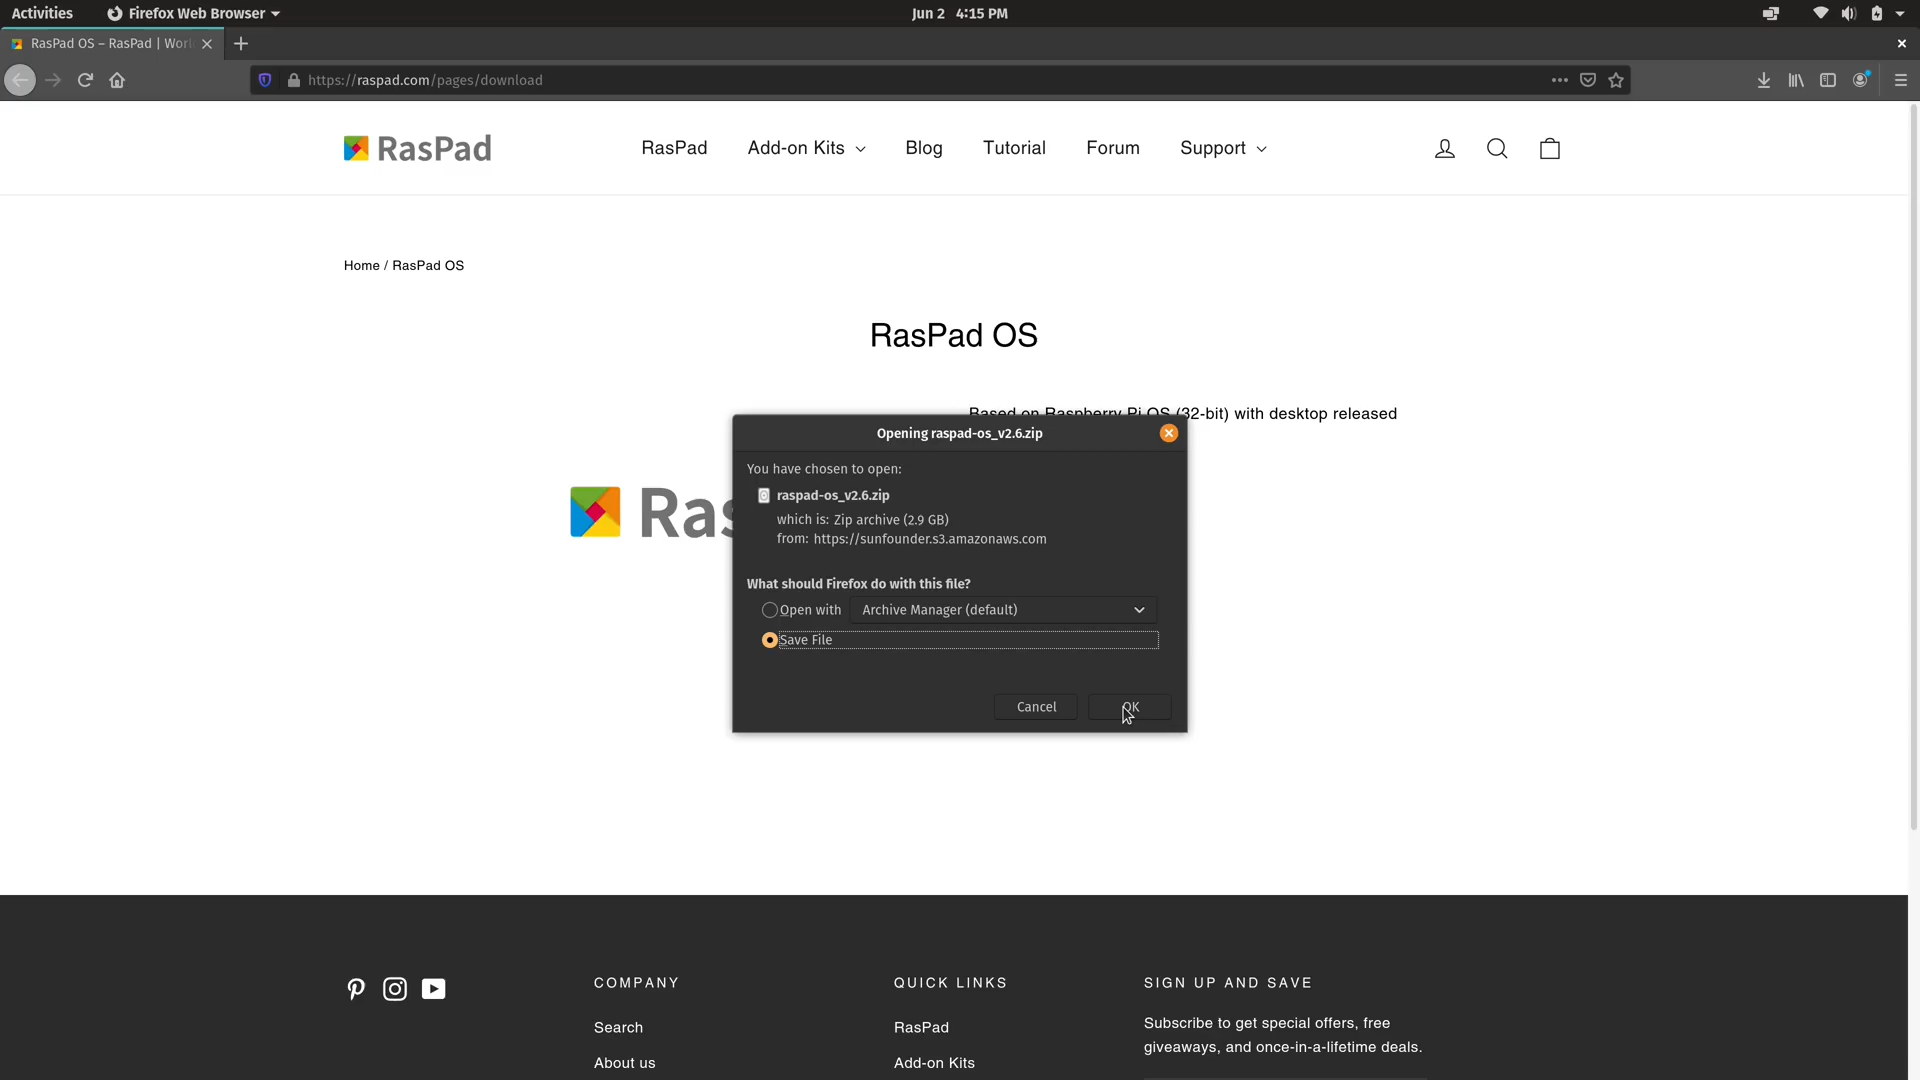 Activities
Firefox Web Browser
Jun 2 4:15 PM
RasPad OS – RasPad | Worl
https://raspad.com/pages/download
RasPad
RasPad
Add-on Kits
Blog
Tutorial
Forum
Support
Home / RasPad OS
RasPad OS
Based on Raspberry Pi OS (32-bit) with desktop released
Ras
Opening raspad-os_v2.6.zip
You have chosen to open:
raspad-os_v2.6.zip
which is: Zip archive (2.9 GB)
from: https://sunfounder.s3.amazonaws.com
What should Firefox do with this file?
Open with
Archive Manager (default)
Save File
Cancel
OK
COMPANY
Search
About us
QUICK LINKS
RasPad
Add-on Kits
SIGN UP AND SAVE
Subscribe to get special offers, free
giveaways, and once-in-a-lifetime deals.